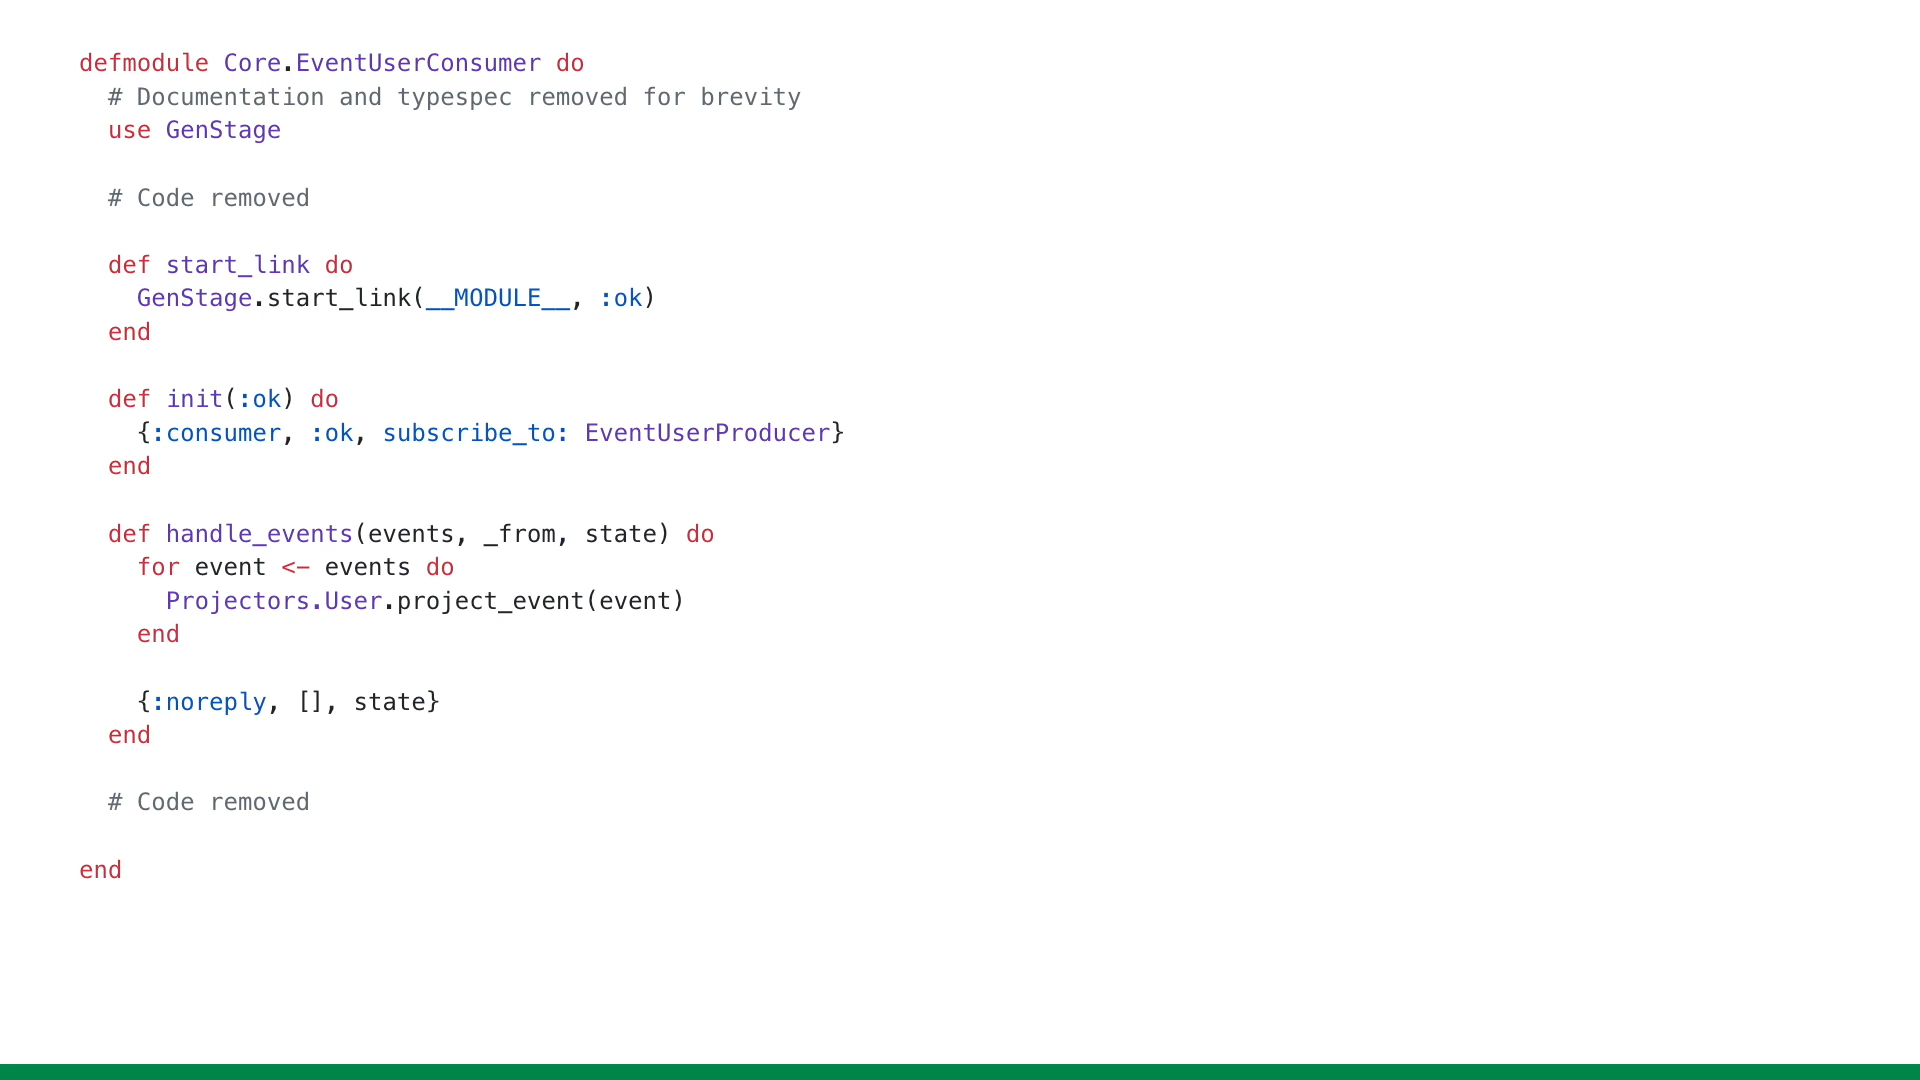 defmodule Core.EventUserConsumer do
  # Documentation and typespec removed for brevity
  use GenStage

  # Code removed

  def start_link do
    GenStage.start_link(__MODULE__, :ok)
  end

  def init(:ok) do
    {:consumer, :ok, subscribe_to: EventUserProducer}
  end

  def handle_events(events, _from, state) do
    for event <- events do
      Projectors.User.project_event(event)
    end

    {:noreply, [], state}
  end

  # Code removed

end